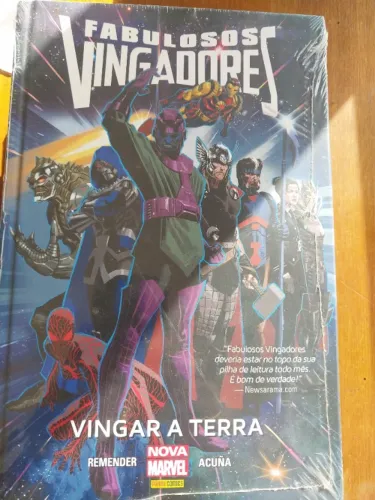 FABULOSOS
VINGADORES
"Fabulosos Vingadores
deveria estar no topo da sua
pilha de leitura todo mês.
É bom de verdade!"
— Newsarama.com
VINGAR A TERRA
REMENDER
NOVA
MARVEL
PANINI COMICS
ACUÑA